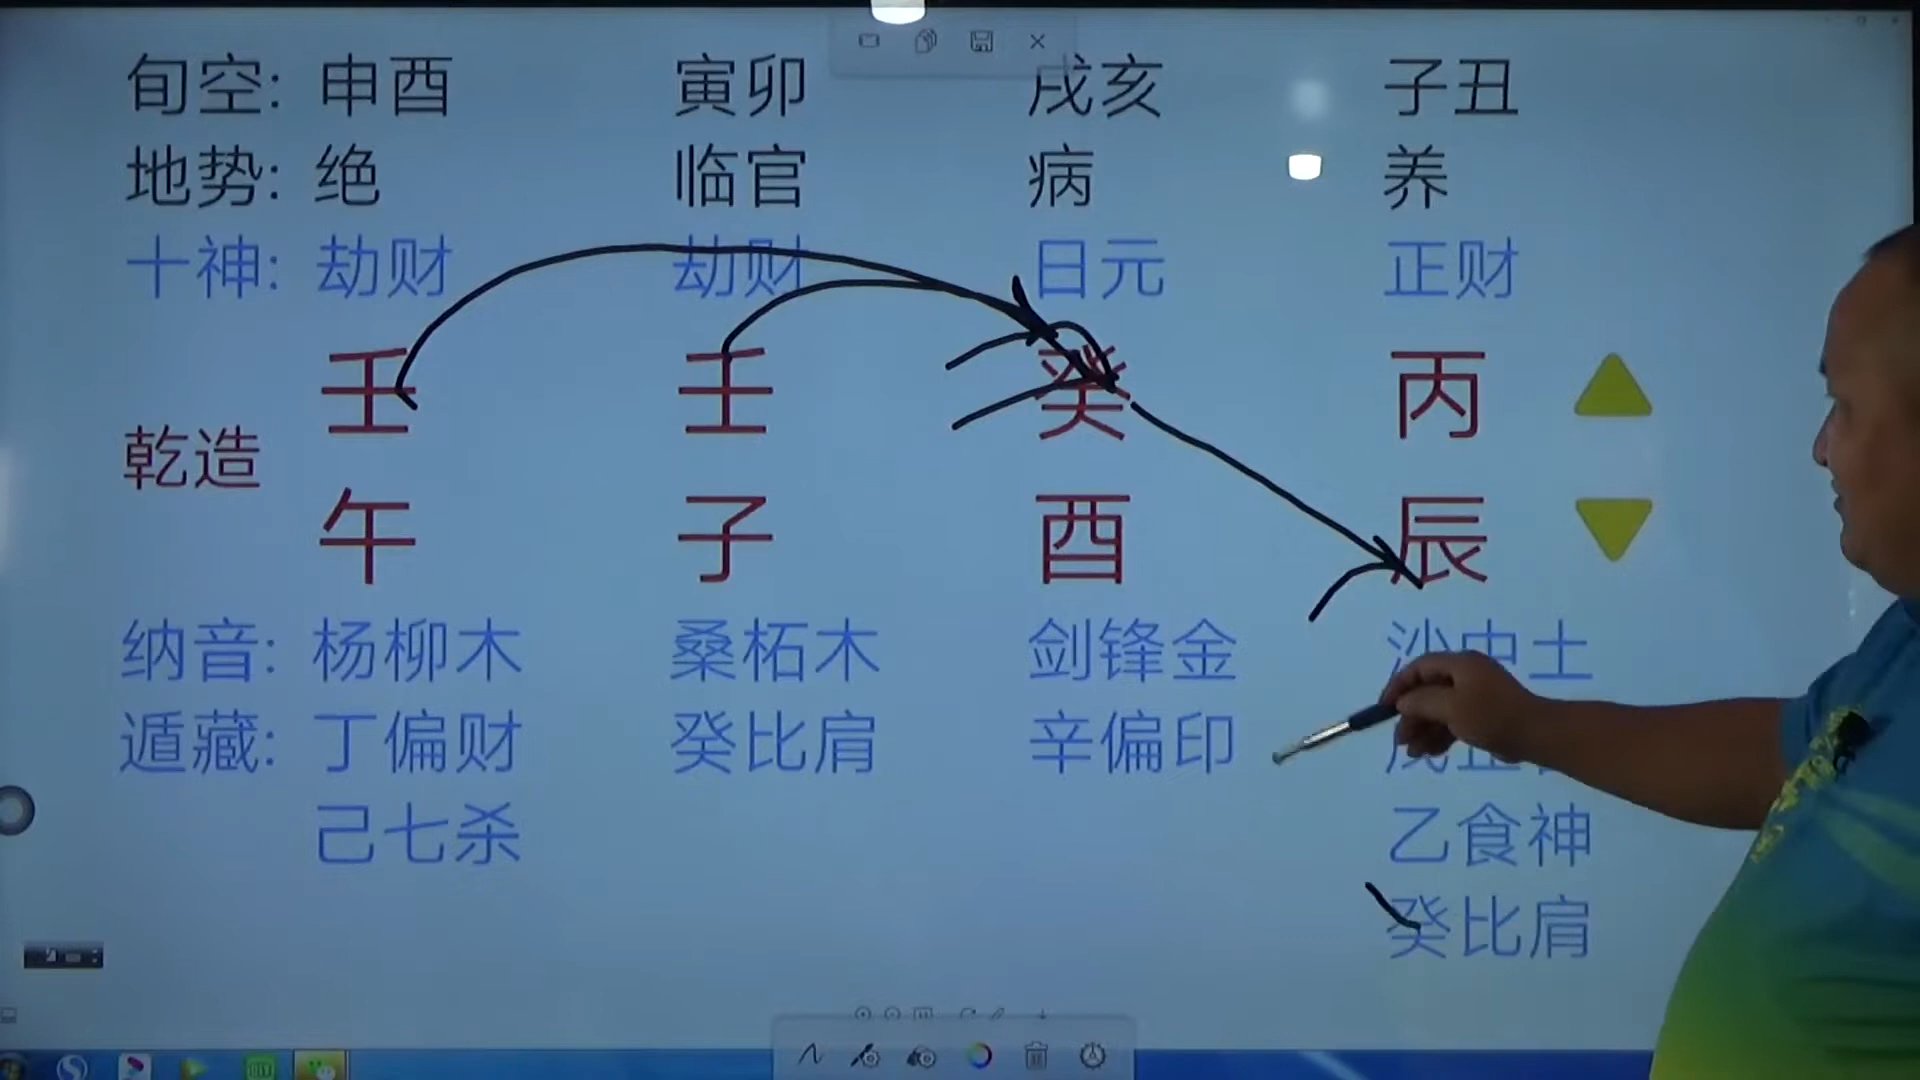 旬空: 申酉 寅卯 戌亥 子丑
地势: 绝 临官 病 养
十神: 劫财 劫财 日元 正财
壬 壬 癸 丙
乾造
午 子 酉 辰
纳音: 杨柳木 桑柘木 剑锋金 沙中土
遁藏: 丁偏财 癸比肩 辛偏印
己七杀 乙食神
癸比肩